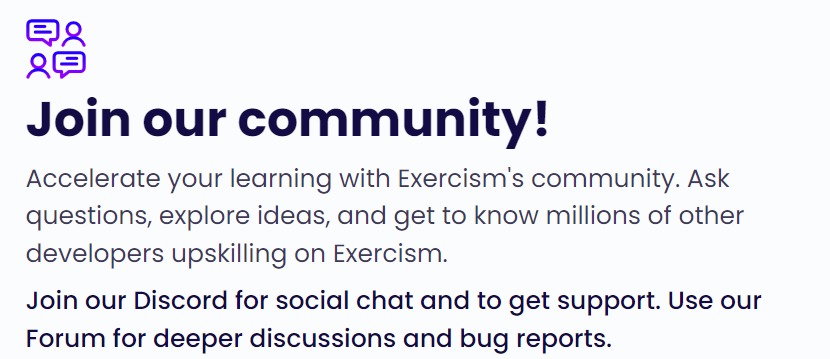 Join our community!
Accelerate your learning with Exercism's community. Ask
questions, explore ideas, and get to know millions of other
developers upskilling on Exercism.
Join our Discord for social chat and to get support. Use our
Forum for deeper discussions and bug reports.